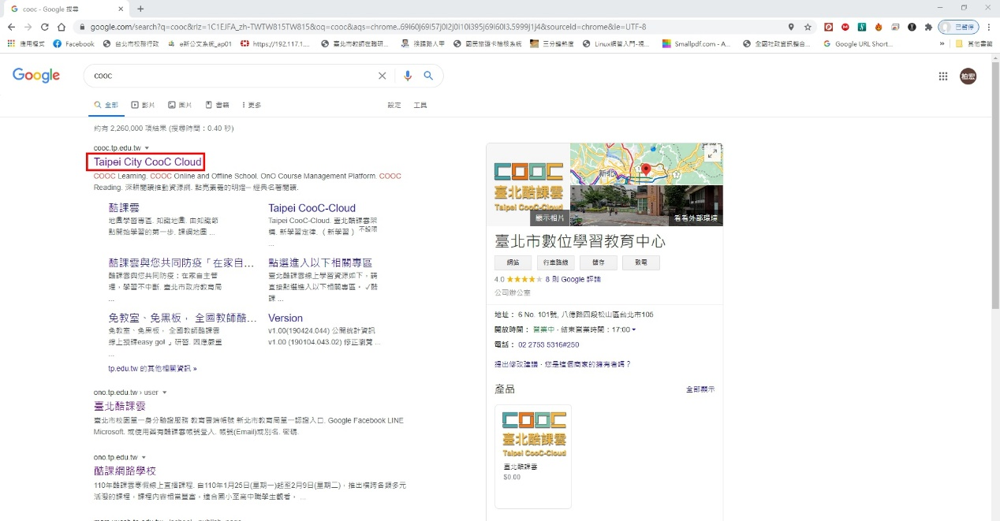 cooc - Google 搜尋
google.com/search?q=cooc&rlz=1C1EJFA_zh-TWTW815TW815&oq=cooc&aqs=chrome..69i60j69i57j0l2j0i10i395j69i60l3.5999j1j4&sourceid=chrome&ie=UTF-8
已暫停
應用程式
Facebook
台北市校務行政
e新公文系統_ap01
https://192.117.1....
臺北市教師在職研...
挨踢路人甲
國民旅遊卡檢核系統
三分鐘熱度
Linux網管入門-視...
Smallpdf.com - A...
全國社政資訊整合...
Google URL Short...
»
其他書籤
Google
cooc
柏宏
全部
影片
圖片
書籍
更多
設定
工具
約有 2,260,000 項結果 (搜尋時間：0.40 秒)
cooc.tp.edu.tw
Taipei City CooC Cloud
COOC Learning. COOC Online and Offline School. OnO Course Management Platform. COOC
Reading. 深耕閱讀推動資源網. 點亮素養的明燈─ 經典名著閱讀.
酷課雲
地圖學習專區. 知識地圖. 由知識節
點開始學習的第一步. 課綱地圖 ...
Taipei CooC-Cloud
Taipei CooC-Cloud. 臺北酷課雲架
構. 新學習定律. （ 新學習 ） 不設限
...
酷課雲與您共同防疫「在家自...
酷課雲與您共同防疫：在家自主管
理，學習不中斷. 臺北市政府教育局
...
點選進入以下相關專區
臺北酷課雲線上學習資源如下，請
直接點選進入以下相關專區。 ✓酷
課 ...
免教室、免黑板， 全國教師酷...
免教室、免黑板， 全國教師酷課雲
線上授課easy go!! 」研習. 因應嚴重
...
Version
v1.00(190424.044) 公開統計資訊
v1.00 (190104.043.02) 修正瀏覽 ...
tp.edu.tw 的其他相關資訊 »
ono.tp.edu.tw › user
臺北酷課雲
臺北市校園單一身分驗證服務 教育雲端帳號 新北市教育局單一認證入口. Google Facebook LINE
Microsoft. 或使用舊有酷課雲帳號登入. 帳號(Email)或別名. 密碼.
ono.tp.edu.tw
酷課網路學校
110年酷課雲寒假線上直播課程. 自110年1月25日(星期一)起至2月9日(星期二)，推出橫跨各類多元
活潑的課程，課程內容相當豐富，適合國小至高中職學生觀看。 ...
COOC
臺北酷課雲
Taipei CooC-Cloud
顯示相片
新北
看看外部環境
臺北市數位學習教育中心
網站
行車路線
儲存
致電
4.0 ★★★★★ 8 則 Google 評論
公司辦公室
地址： 6 No. 101號, 八德路四段松山區台北市105
開放時間： 營業中 · 結束營業時間：17:00
電話： 02 2753 5316#250
提出修改建議 · 您是這個商家的擁有者嗎？
產品
全部顯示
COOC
臺北酷課雲
Taipei CooC-Cloud
臺北酷課雲
$0.00